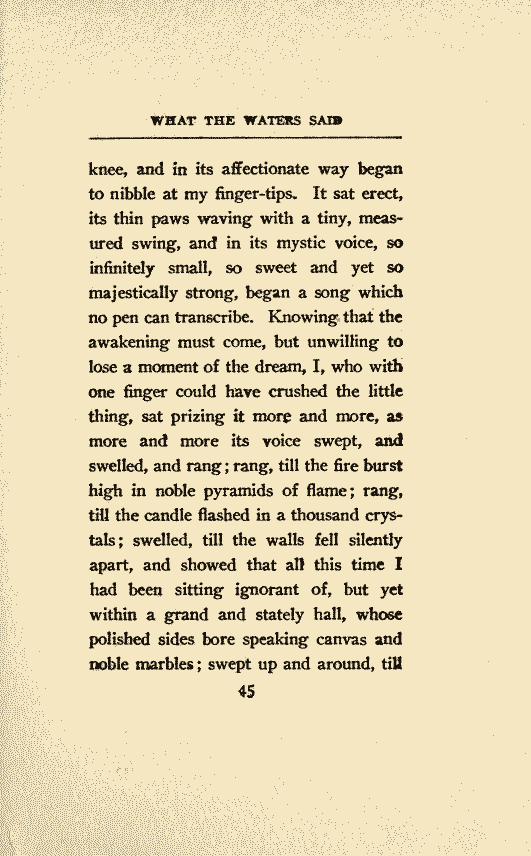 WHAT THE WATERS SAID
knee, and in its affectionate way began
to nibble at my finger-tips. It sat erect,
its thin paws waving with a tiny, meas-
ured swing, and in its mystic voice, so
infinitely small, so sweet and yet so
majestically strong, began a song which
no pen can transcribe. Knowing that the
awakening must come, but unwilling to
lose a moment of the dream, I, who with
one finger could have crushed the little
thing, sat prizing it more and more, as
more and more its voice swept, and
swelled, and rang; rang, till the fire burst
high in noble pyramids of flame; rang,
till the candle flashed in a thousand crys-
tals; swelled, till the walls fell silently
apart, and showed that all this time I
had been sitting ignorant of, but yet
within a grand and stately hall, whose
polished sides bore speaking canvas and
noble marbles; swept up and around, till
45